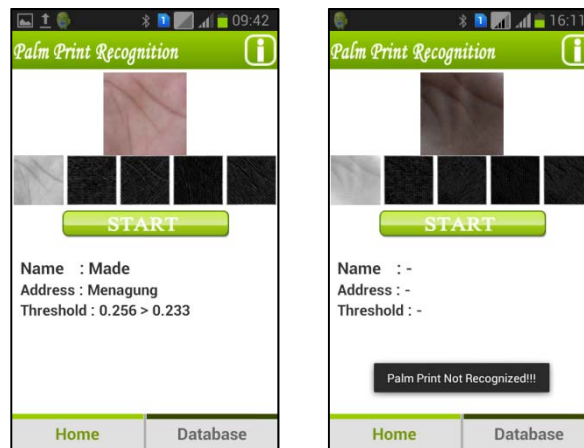 09:42
Palm Print Recognition
START
Name : Made
Address : Menagung
Threshold : 0.256 > 0.233
Home Database
16:11
Palm Print Recognition
START
Name : -
Address : -
Threshold : -
Palm Print Not Recognized!!!
Home Database